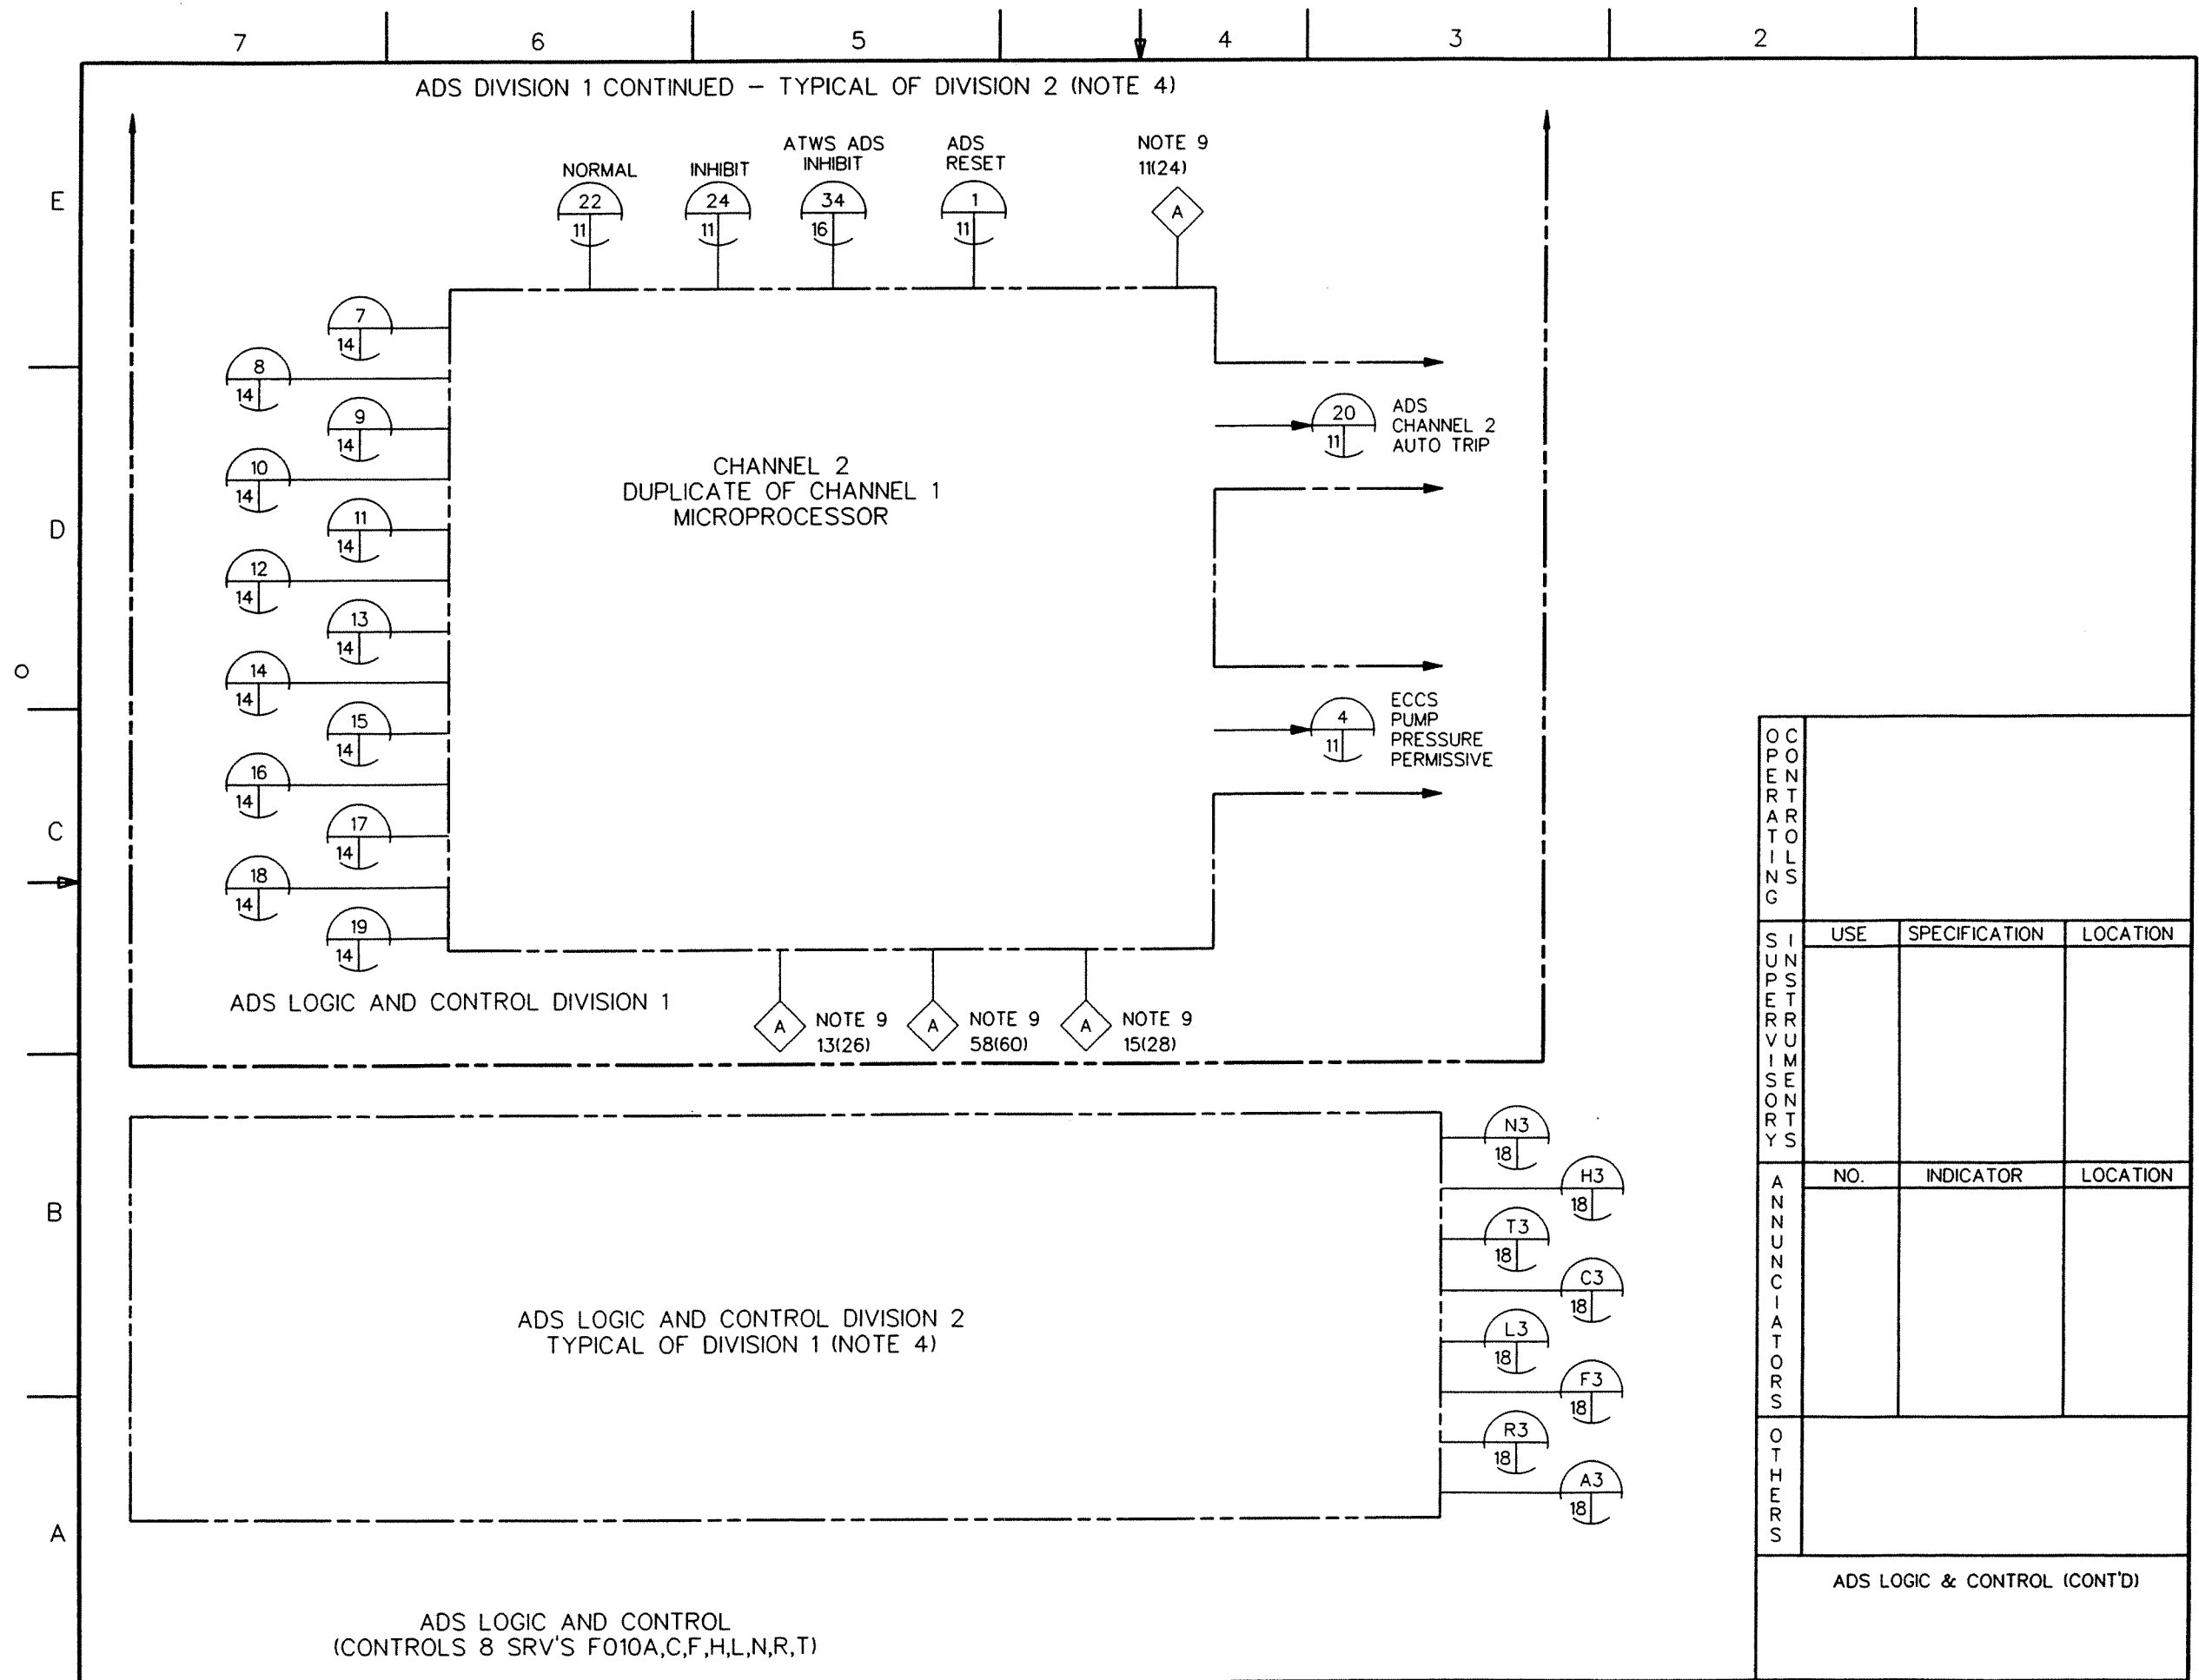 7 6 5 4 3 2
ADS DIVISION 1 CONTINUED – TYPICAL OF DIVISION 2 (NOTE 4)
E
D
O
C
B
A
NORMAL
22
11
INHIBIT
24
11
ATWS ADS
INHIBIT
34
16
ADS
RESET
1
11
NOTE 9
11(24)
A
7
14
8
14
9
14
10
14
11
14
12
14
13
14
14
14
15
14
16
14
17
14
18
14
19
14
CHANNEL 2
DUPLICATE OF CHANNEL 1
MICROPROCESSOR
20
11
ADS
CHANNEL 2
AUTO TRIP
4
11
ECCS
PUMP
PRESSURE
PERMISSIVE
ADS LOGIC AND CONTROL DIVISION 1
A
NOTE 9
13(26)
A
NOTE 9
58(60)
A
NOTE 9
15(28)
ADS LOGIC AND CONTROL DIVISION 2
TYPICAL OF DIVISION 1 (NOTE 4)
N3
18
H3
18
T3
18
C3
18
L3
18
F3
18
R3
18
A3
18
ADS LOGIC AND CONTROL
(CONTROLS 8 SRV'S F010A,C,F,H,L,N,R,T)
OPERATING
CONTROLS
SUPERVISORY
INSTRUMENTS
USE SPECIFICATION LOCATION
ANNUNCIATORS
NO. INDICATOR LOCATION
OTHERS
ADS LOGIC & CONTROL (CONT'D)